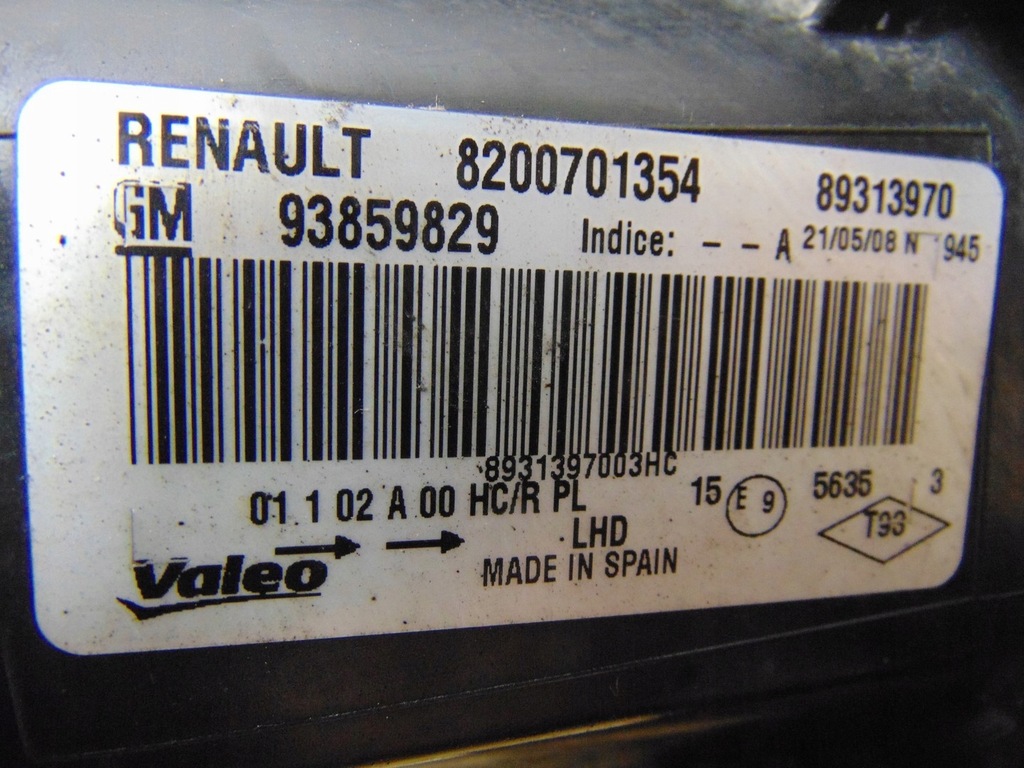 RENAULT 8200701354 89313970
GM 93859829 Indice: - - A 21/05/08 N 945
8931397003HC
01 1 02 A 00 HC/R PL 15 E 9 5635 3
LHD T93
Valeo MADE IN SPAIN